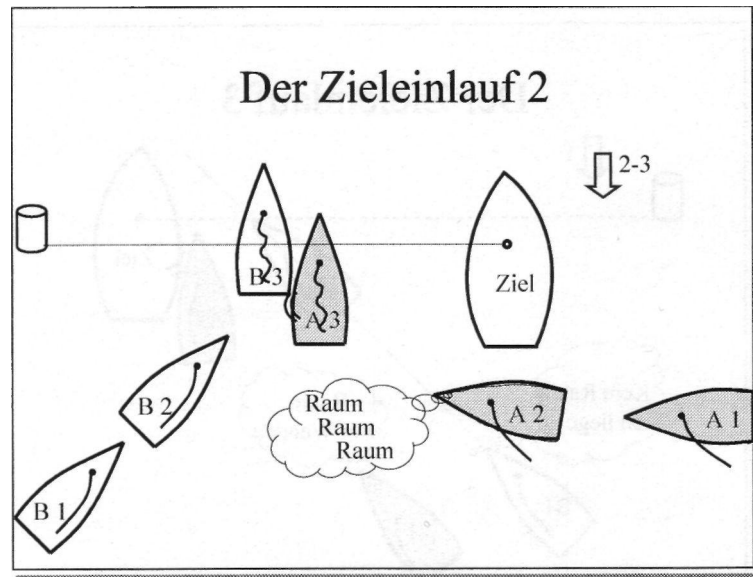 Der Zieleinlauf 2
2-3
B 3
A 3
Ziel
B 2
Raum
Raum
Raum
A 2
A 1
B 1